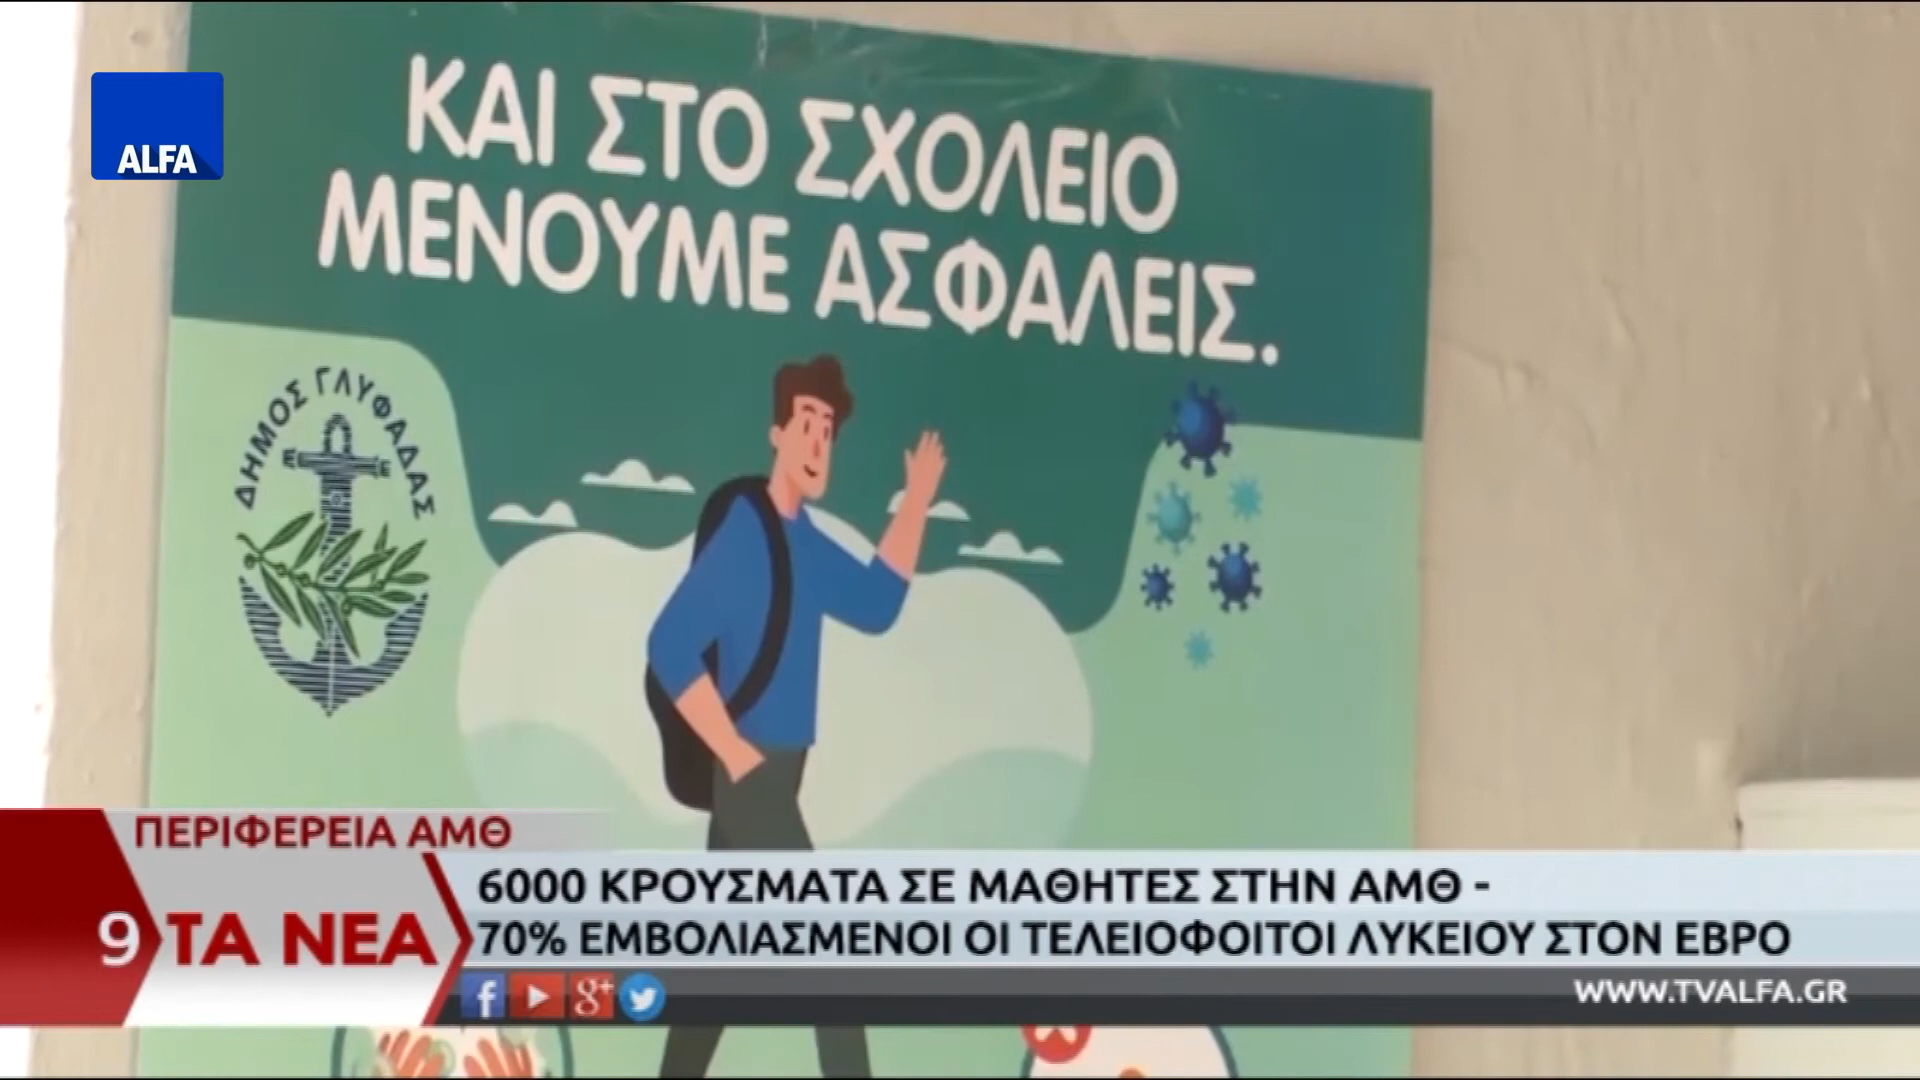 ALFA
ΚΑΙ ΣΤΟ ΣΧΟΛΕΙΟ
ΜΕΝΟΥΜΕ ΑΣΦΑΛΕΙΣ.
ΔΗΜΟΣ ΓΛΥΦΑΔΑΣ
ΠΕΡΙΦΕΡΕΙΑ ΑΜΘ
9 ΤΑ ΝΕΑ
6000 ΚΡΟΥΣΜΑΤΑ ΣΕ ΜΑΘΗΤΕΣ ΣΤΗΝ ΑΜΘ -
70% ΕΜΒΟΛΙΑΣΜΕΝΟΙ ΟΙ ΤΕΛΕΙΟΦΟΙΤΟΙ ΛΥΚΕΙΟΥ ΣΤΟΝ ΕΒΡΟ
f g+
WWW.TVALFA.GR